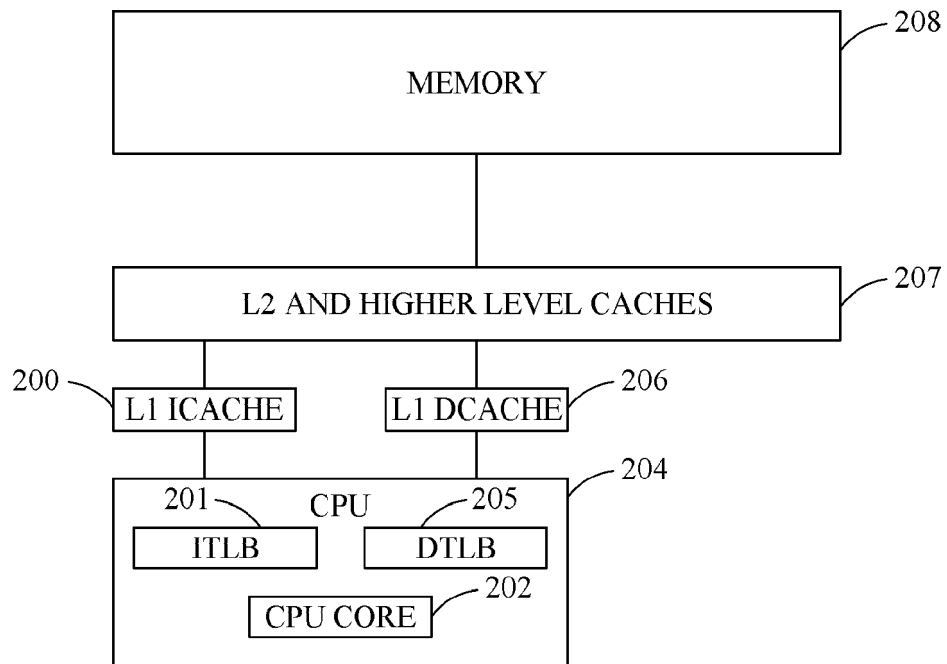 208
MEMORY
207
L2 AND HIGHER LEVEL CACHES
200
L1 ICACHE
206
L1 DCACHE
204
CPU
201
ITLB
205
DTLB
202
CPU CORE